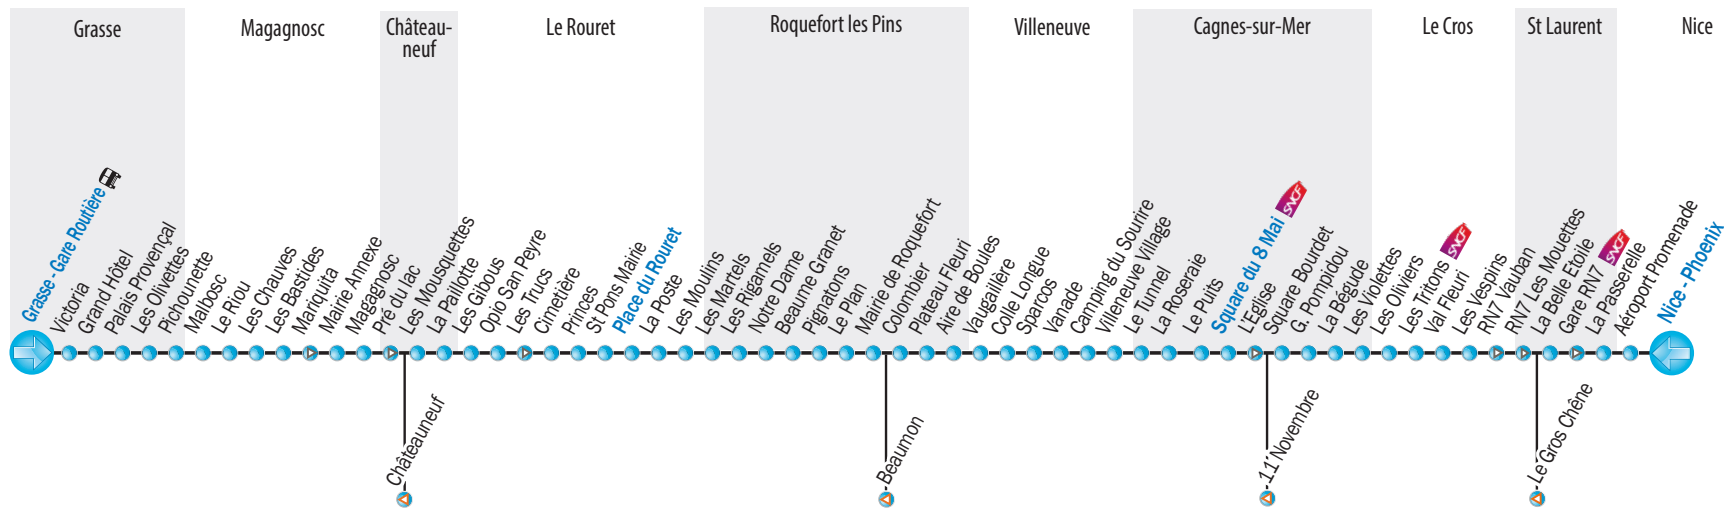 Grasse
Magagnosc
Château-
neuf
Le Rouret
Roquefort les Pins
Villeneuve
Cagnes-sur-Mer
Le Cros
St Laurent
Nice
Grasse - Gare Routière
Victoria
Grand Hôtel
Palais Provençal
Les Olivettes
Pichounette
Malbosc
Le Riou
Les Chauves
Les Bastides
Mariquita
Mairie Annexe
Magagnosc
Pré du lac
Les Mousquettes
La Paillotte
Les Gibous
Opio San Peyre
Les Trucs
Cimetière
Princes
St Pons Mairie
Place du Rouret
La Poste
Les Moulins
Les Martels
Les Rigannels
Notre Dame
Beaume Granet
Pignatons
Le Plan
Mairie de Roquefort
Colombier
Plateau Fleuri
Aire de Boules
Vaugaillère
Colle Longue
Sparcos
Vanade
Camping du Sourire
Villeneuve Village
Le Tunnel
La Roseraie
Le Puits
Square du 8 Mai
SNCF
L'Eglise
Square Bourdet
G. Pompidou
La Bégude
Les Violettes
Les Oliviers
Les Tritons
SNCF
Val Fleuri
Les Vespins
RN7 Vauban
RN7 Les Mouettes
La Belle Etoile
Gare RN7
SNCF
La Passerelle
Aéroport Promenade
Nice - Phoenix
Châteauneuf
Beaumon
11 Novembre
Le Gros Chêne